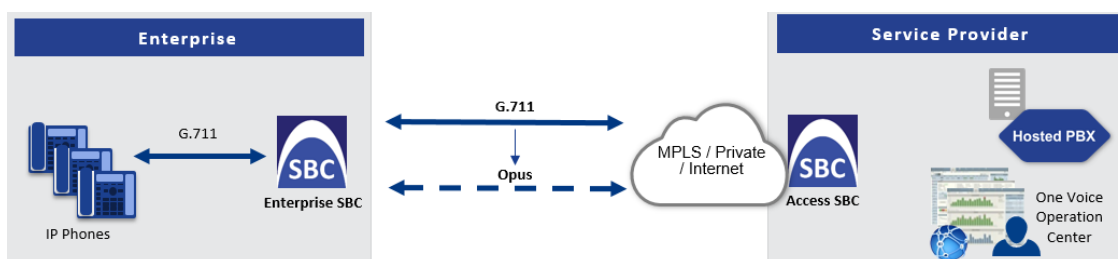 Enterprise
Service Provider
G.711
G.711
Opus
SBC
Enterprise SBC
IP Phones
MPLS / Private
/ Internet
SBC
Access SBC
Hosted PBX
One Voice
Operation
Center